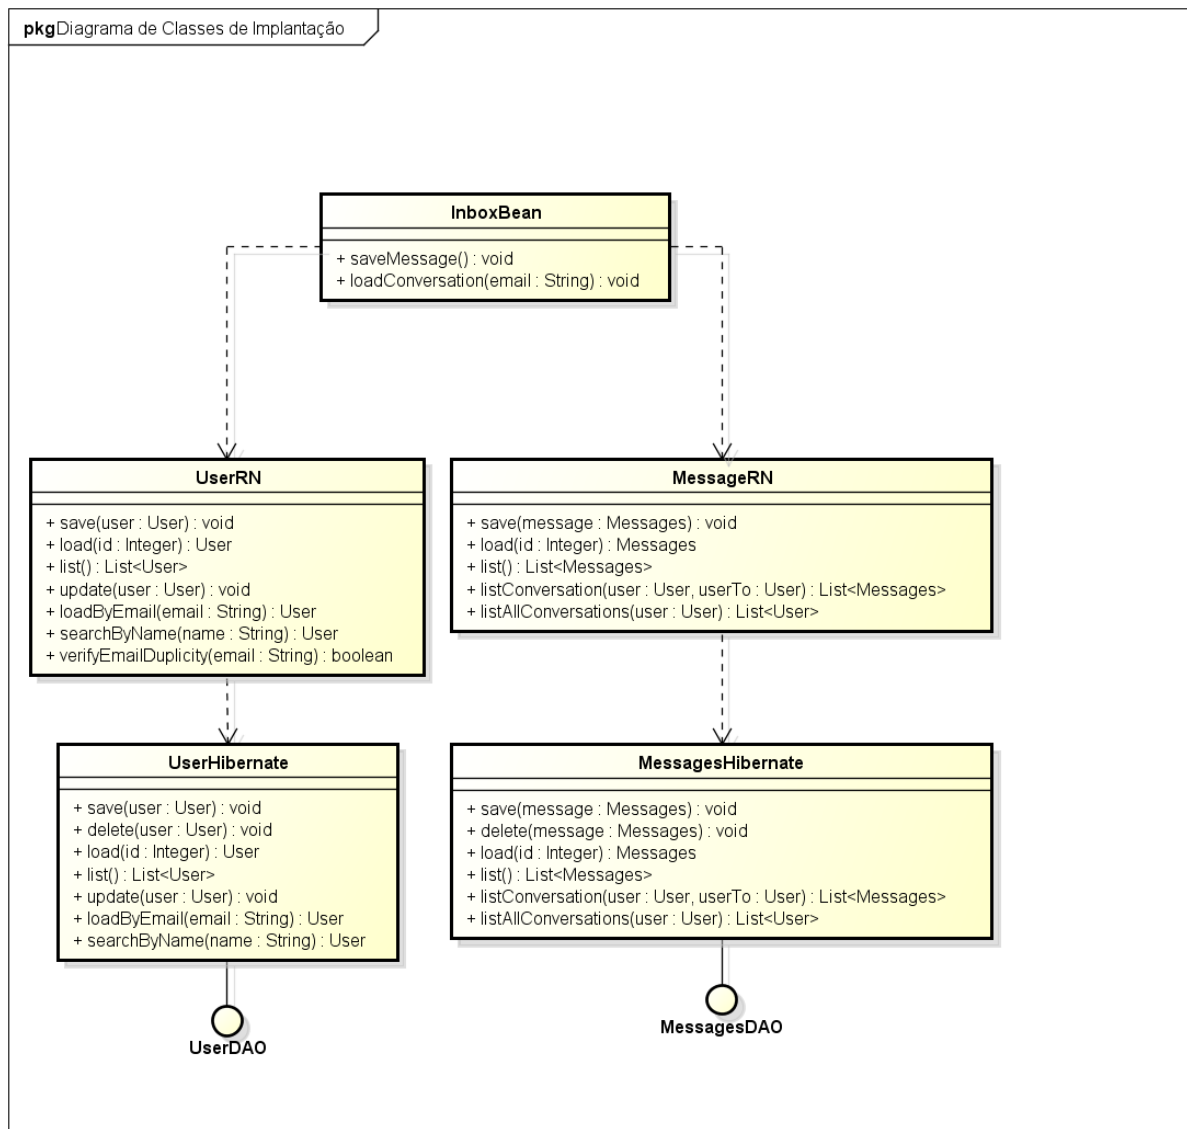 pkgDiagrama de Classes de Implantação
InboxBean
+ saveMessage() : void
+ loadConversation(email : String) : void
UserRN
+ save(user : User) : void
+ load(id : Integer) : User
+ list() : List<User>
+ update(user : User) : void
+ loadByEmail(email : String) : User
+ searchByName(name : String) : User
+ verifyEmailDuplicity(email : String) : boolean
MessageRN
+ save(message : Messages) : void
+ load(id : Integer) : Messages
+ list() : List<Messages>
+ listConversation(user : User, userTo : User) : List<Messages>
+ listAllConversations(user : User) : List<User>
UserHibernate
+ save(user : User) : void
+ delete(user : User) : void
+ load(id : Integer) : User
+ list() : List<User>
+ update(user : User) : void
+ loadByEmail(email : String) : User
+ searchByName(name : String) : User
MessagesHibernate
+ save(message : Messages) : void
+ delete(message : Messages) : void
+ load(id : Integer) : Messages
+ list() : List<Messages>
+ listConversation(user : User, userTo : User) : List<Messages>
+ listAllConversations(user : User) : List<User>
UserDAO
MessagesDAO